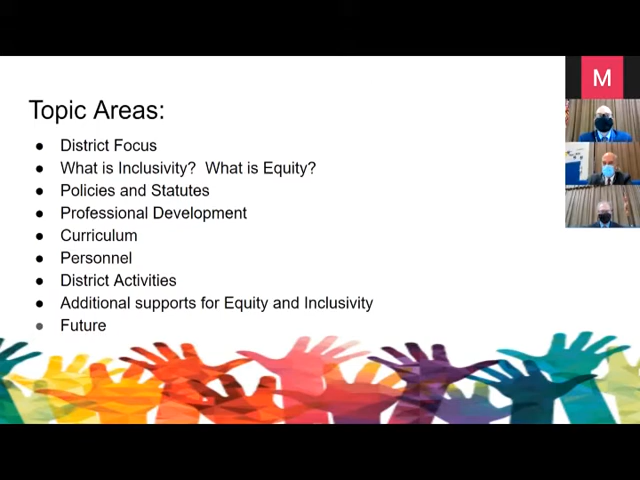 Topic Areas:
● District Focus
● What is Inclusivity?  What is Equity?
● Policies and Statutes
● Professional Development
● Curriculum
● Personnel
● District Activities
● Additional supports for Equity and Inclusivity
● Future
M